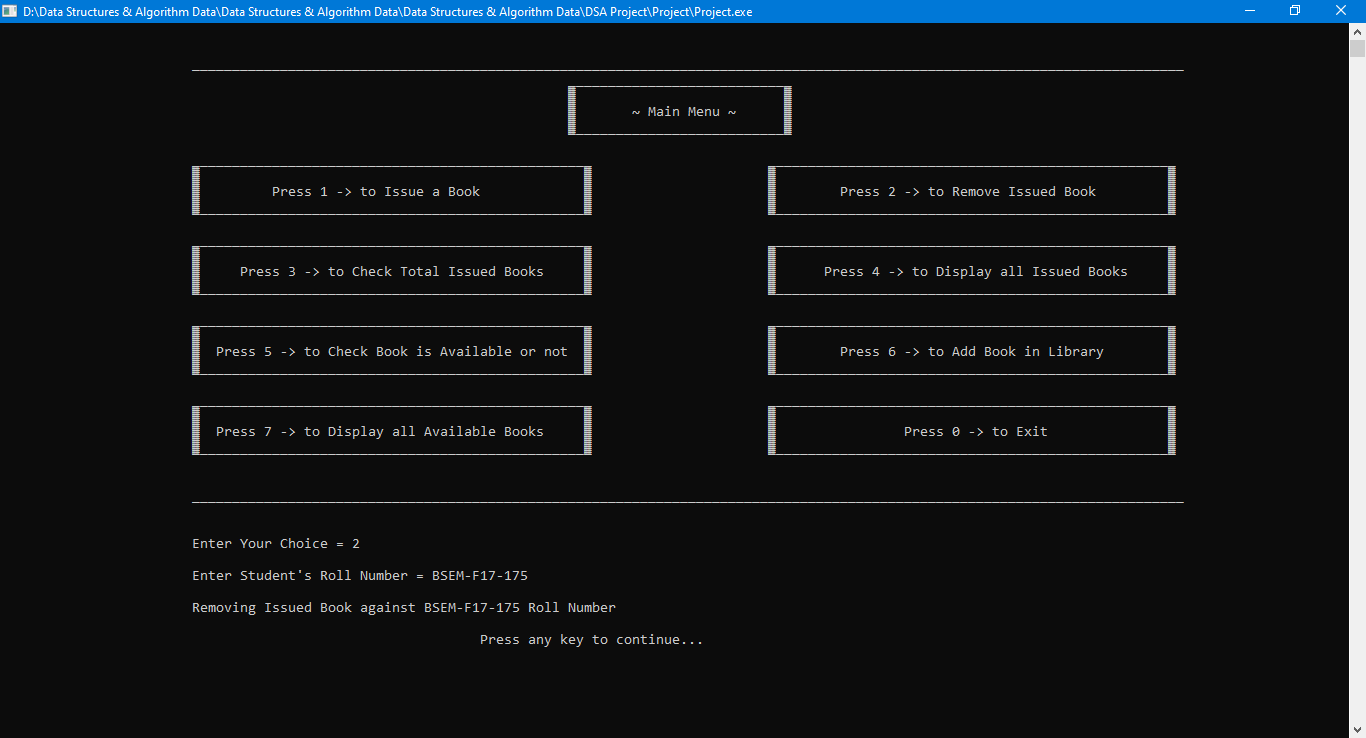 D:\Data Structures & Algorithm Data\Data Structures & Algorithm Data\Data Structures & Algorithm Data\DSA Project\Project\Project.exe
~ Main Menu ~
Press 1 -> to Issue a Book
Press 2 -> to Remove Issued Book
Press 3 -> to Check Total Issued Books
Press 4 -> to Display all Issued Books
Press 5 -> to Check Book is Available or not
Press 6 -> to Add Book in Library
Press 7 -> to Display all Available Books
Press 0 -> to Exit
Enter Your Choice = 2
Enter Student's Roll Number = BSEM-F17-175
Removing Issued Book against BSEM-F17-175 Roll Number
Press any key to continue...